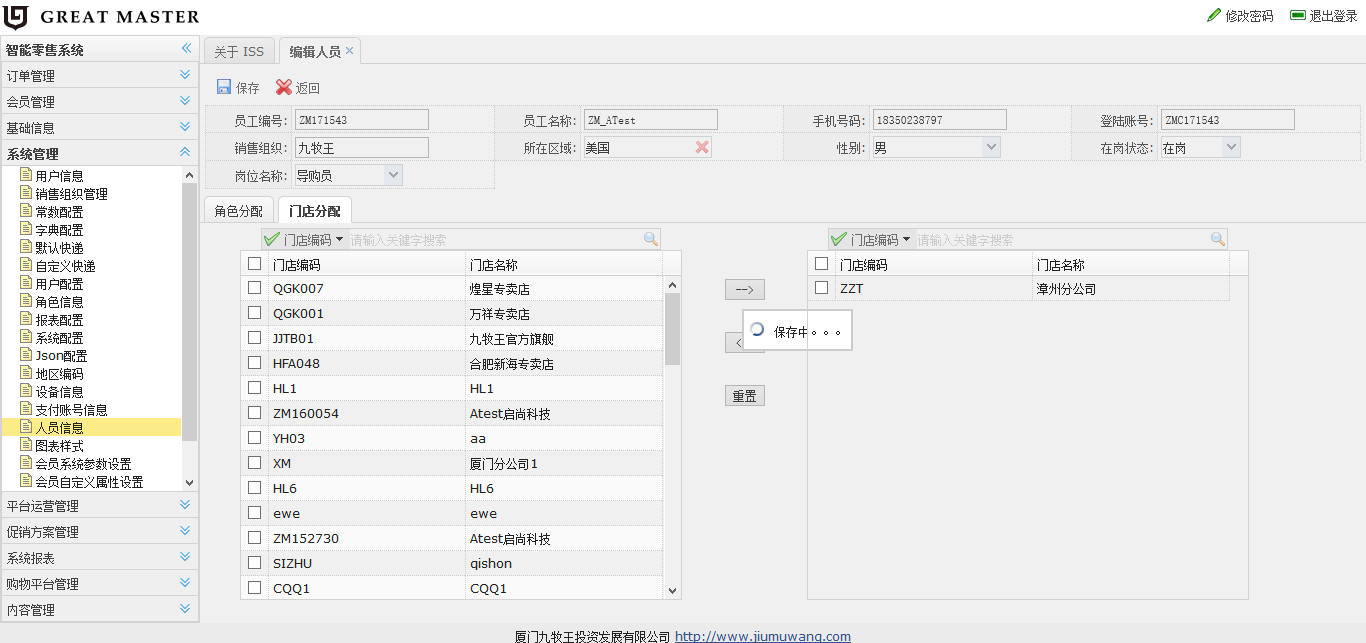 GREAT MASTER
修改密码 退出登录
智能零售系统
订单管理
会员管理
基础信息
系统管理
用户信息
销售组织管理
常数配置
字典配置
默认快递
自定义快递
用户配置
角色信息
报表配置
系统配置
Json配置
地区编码
设备信息
支付账号信息
人员信息
图表样式
会员系统参数设置
会员自定义属性设置
平台运营管理
促销方案管理
系统报表
购物平台管理
内容管理
关于 ISS 编辑人员
保存 返回
员工编号: ZM171543 员工名称: ZM_ATest 手机号码: 18350238797 登陆账号: ZMC171543
销售组织: 九牧王 所在区域: 美国 性别: 男 在岗状态: 在岗
岗位名称: 导购员
角色分配 门店分配
门店编码 请输入关键字搜索
门店编码 门店名称
QGK007 煌星专卖店
QGK001 万祥专卖店
JJTB01 九牧王官方旗舰
HFA048 合肥新海专卖店
HL1 HL1
ZM160054 Atest启尚科技
YH03 aa
XM 厦门分公司1
HL6 HL6
ewe ewe
ZM152730 Atest启尚科技
SIZHU qishon
CQQ1 CQQ1
-->
<
重置
保存中。。。
门店编码 请输入关键字搜索
门店编码 门店名称
ZZT 漳州分公司
厦门九牧王投资发展有限公司 http://www.jiumuwang.com